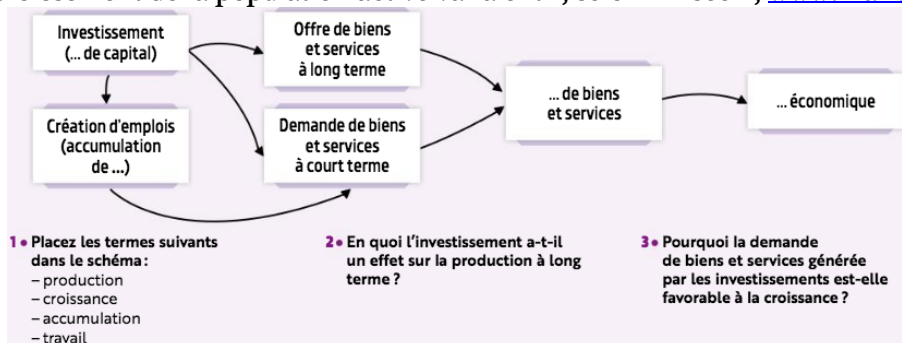 Investissement
(... de capital)
Offre de biens
et services
à long terme
... de biens
et services
... économique
Création d'emplois
(accumulation
de ...)
Demande de biens
et services
à court terme
1• Placez les termes suivants
dans le schéma :
– production
– croissance
– accumulation
– travail
2• En quoi l'investissement a-t-il
un effet sur la production à long
terme ?
3• Pourquoi la demande
de biens et services générée
par les investissements est-elle
favorable à la croissance ?